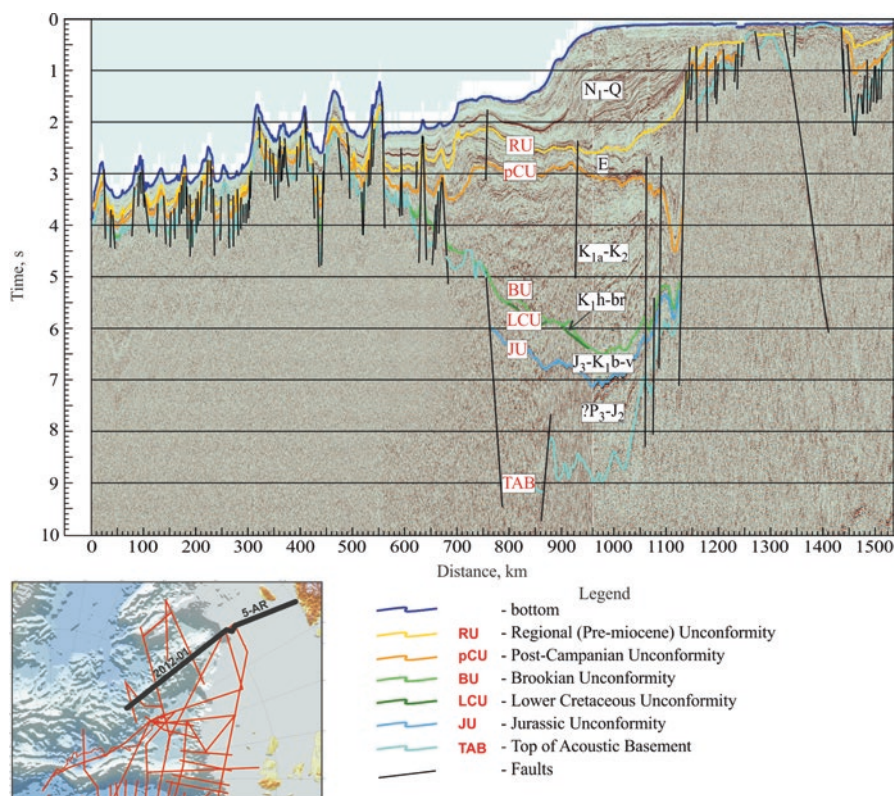 0
1
2
3
4
5
6
7
8
9
10
Time, s
N₁-Q
RU
E
pCU
K₁a-K₂
BU
K₁h-br
LCU
JU
J₃-K₁b-v
?P₃-J₂
TAB
0 100 200 300 400 500 600 700 800 900 1000 1100 1200 1300 1400 1500
Distance, km
5-AR
2012-01
Legend
- bottom
RU - Regional (Pre-miocene) Unconformity
pCU - Post-Campanian Unconformity
BU - Brookian Unconformity
LCU - Lower Cretaceous Unconformity
JU - Jurassic Unconformity
TAB - Top of Acoustic Basement
- Faults